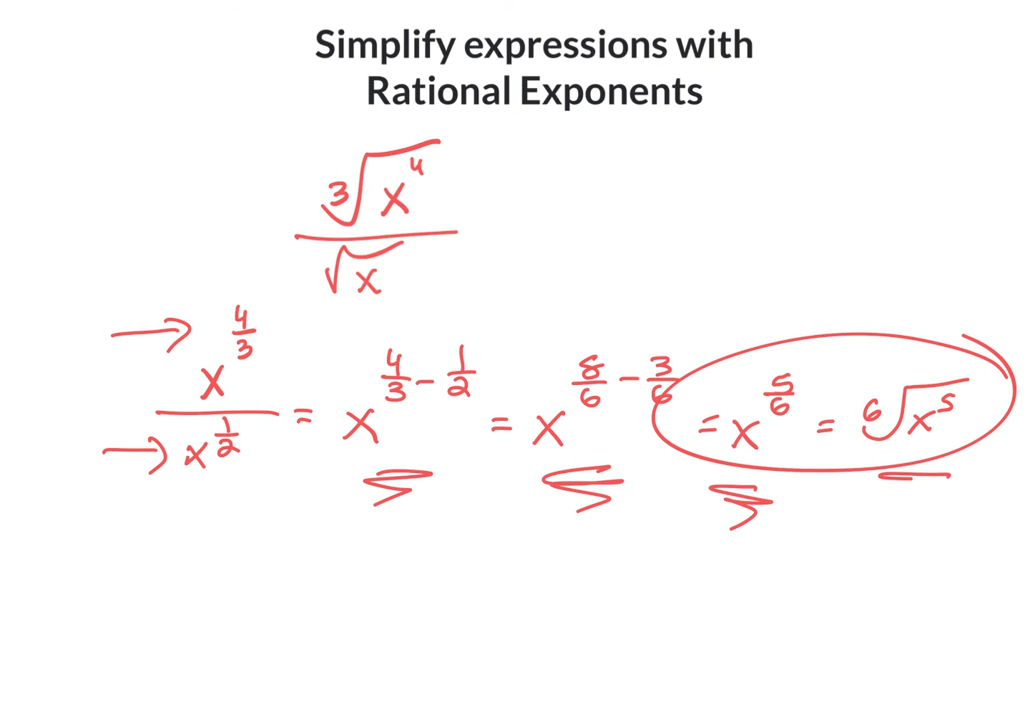 Simplify expressions with
Rational Exponents
∛x⁴ / √x
→ x^(4/3) / → x^(1/2) = x^(4/3 - 1/2) = x^(8/6 - 3/6) = x^(5/6) = ⁶√x⁵